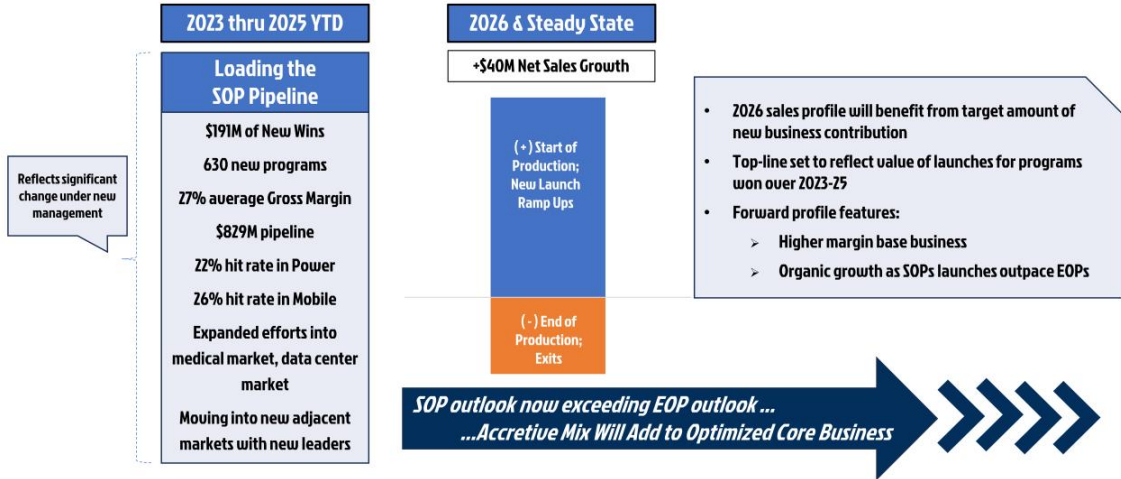 2023 thru 2025 YTD
2026 & Steady State
Loading the
SOP Pipeline
$191M of New Wins
630 new programs
27% average Gross Margin
$829M pipeline
22% hit rate in Power
26% hit rate in Mobile
Expanded efforts into
medical market, data center
market
Moving into new adjacent
markets with new leaders
Reflects significant
change under new
management
+$40M Net Sales Growth
(+) Start of
Production;
New Launch
Ramp Ups
(-) End of
Production;
Exits
• 2026 sales profile will benefit from target amount of
new business contribution
• Top-line set to reflect value of launches for programs
won over 2023-25
• Forward profile features:
➢ Higher margin base business
➢ Organic growth as SOPs launches outpace EOPs
SOP outlook now exceeding EOP outlook ...
...Accretive Mix Will Add to Optimized Core Business